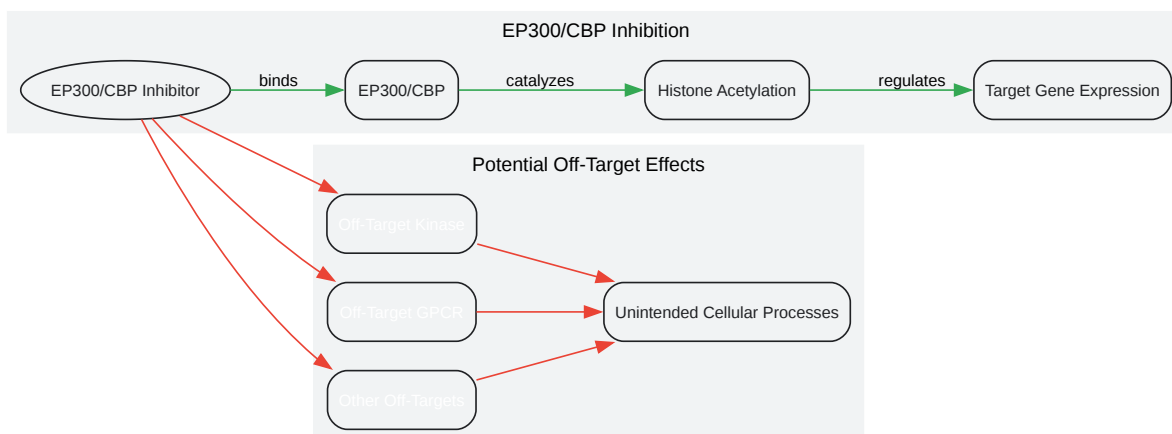 EP300/CBP Inhibition
EP300/CBP Inhibitor
binds
EP300/CBP
catalyzes
Histone Acetylation
regulates
Target Gene Expression
Potential Off-Target Effects
Off-Target Kinase
Off-Target GPCR
Unintended Cellular Processes
Other Off-Targets